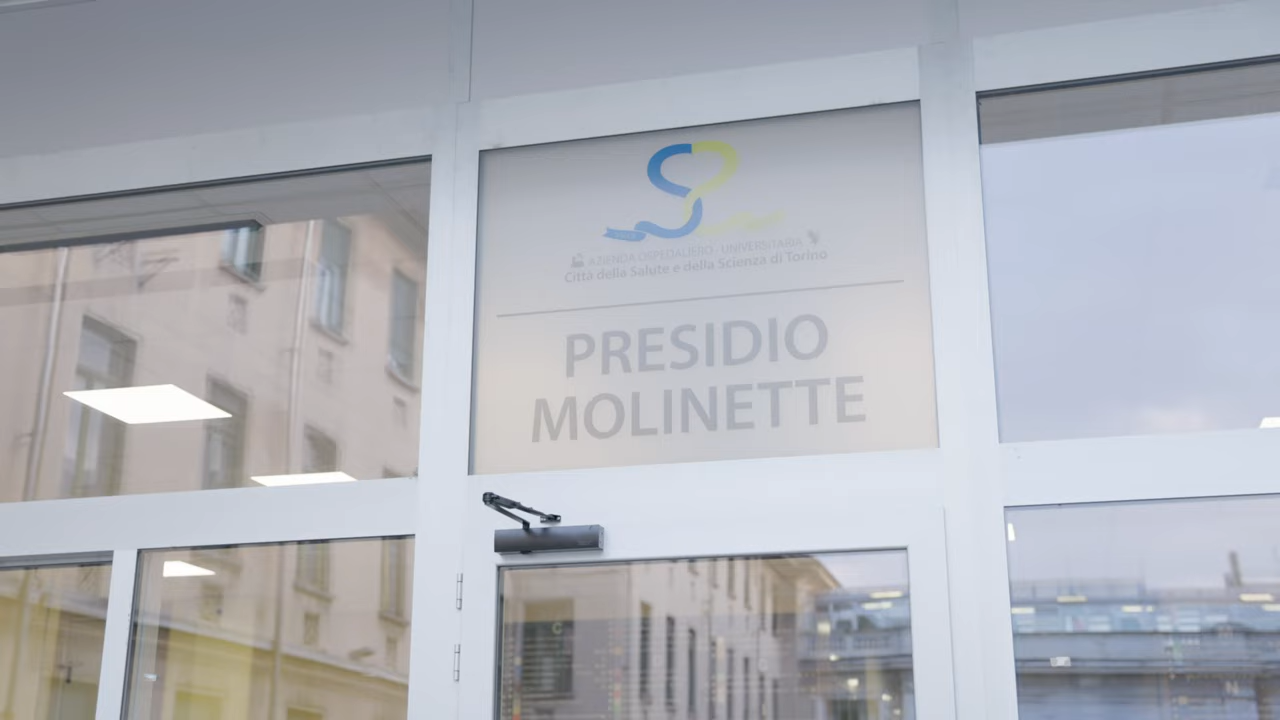 AZIENDA OSPEDALIERO - UNIVERSITARIA
Città della Salute e della Scienza di Torino
PRESIDIO
MOLINETTE